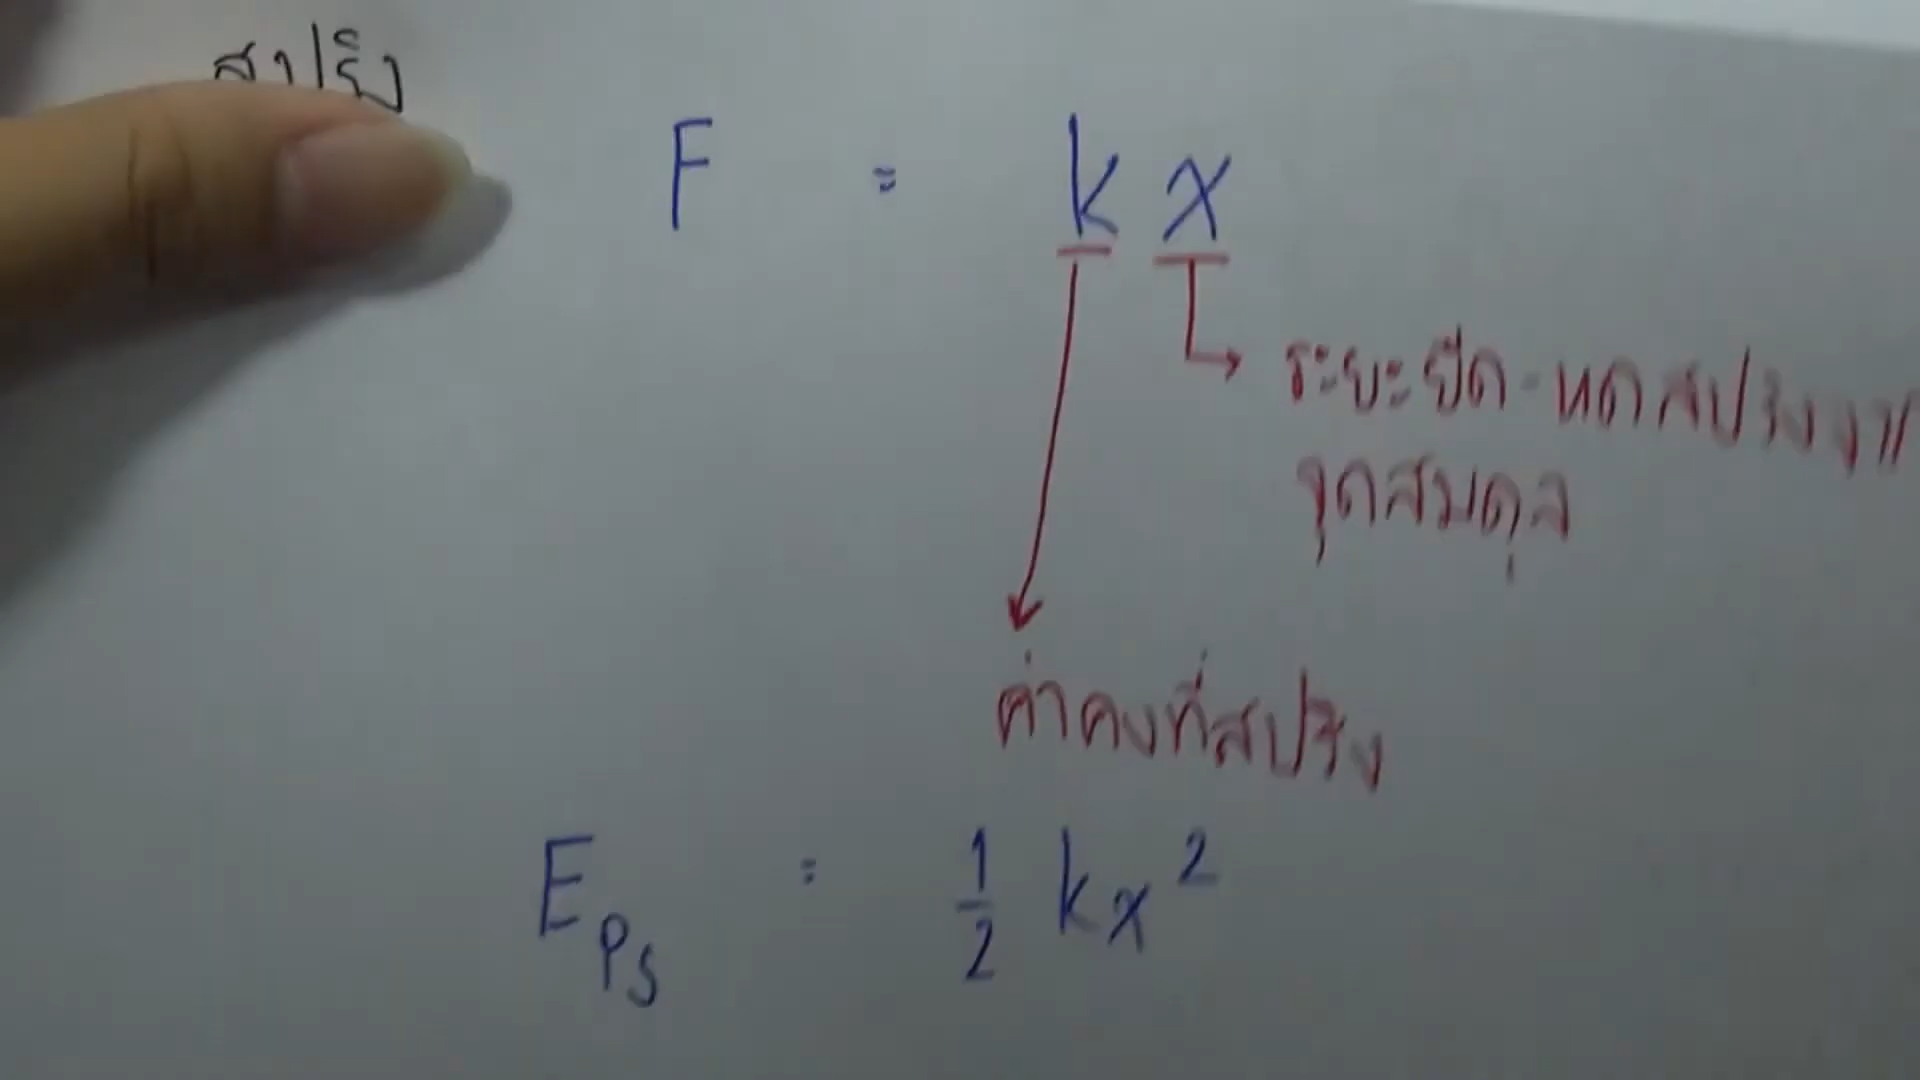 สปริง
F = kx
ระยะยืด-หดสปริงจาก
จุดสมดุล
ค่าคงที่สปริง
Eps = 1/2 kx²